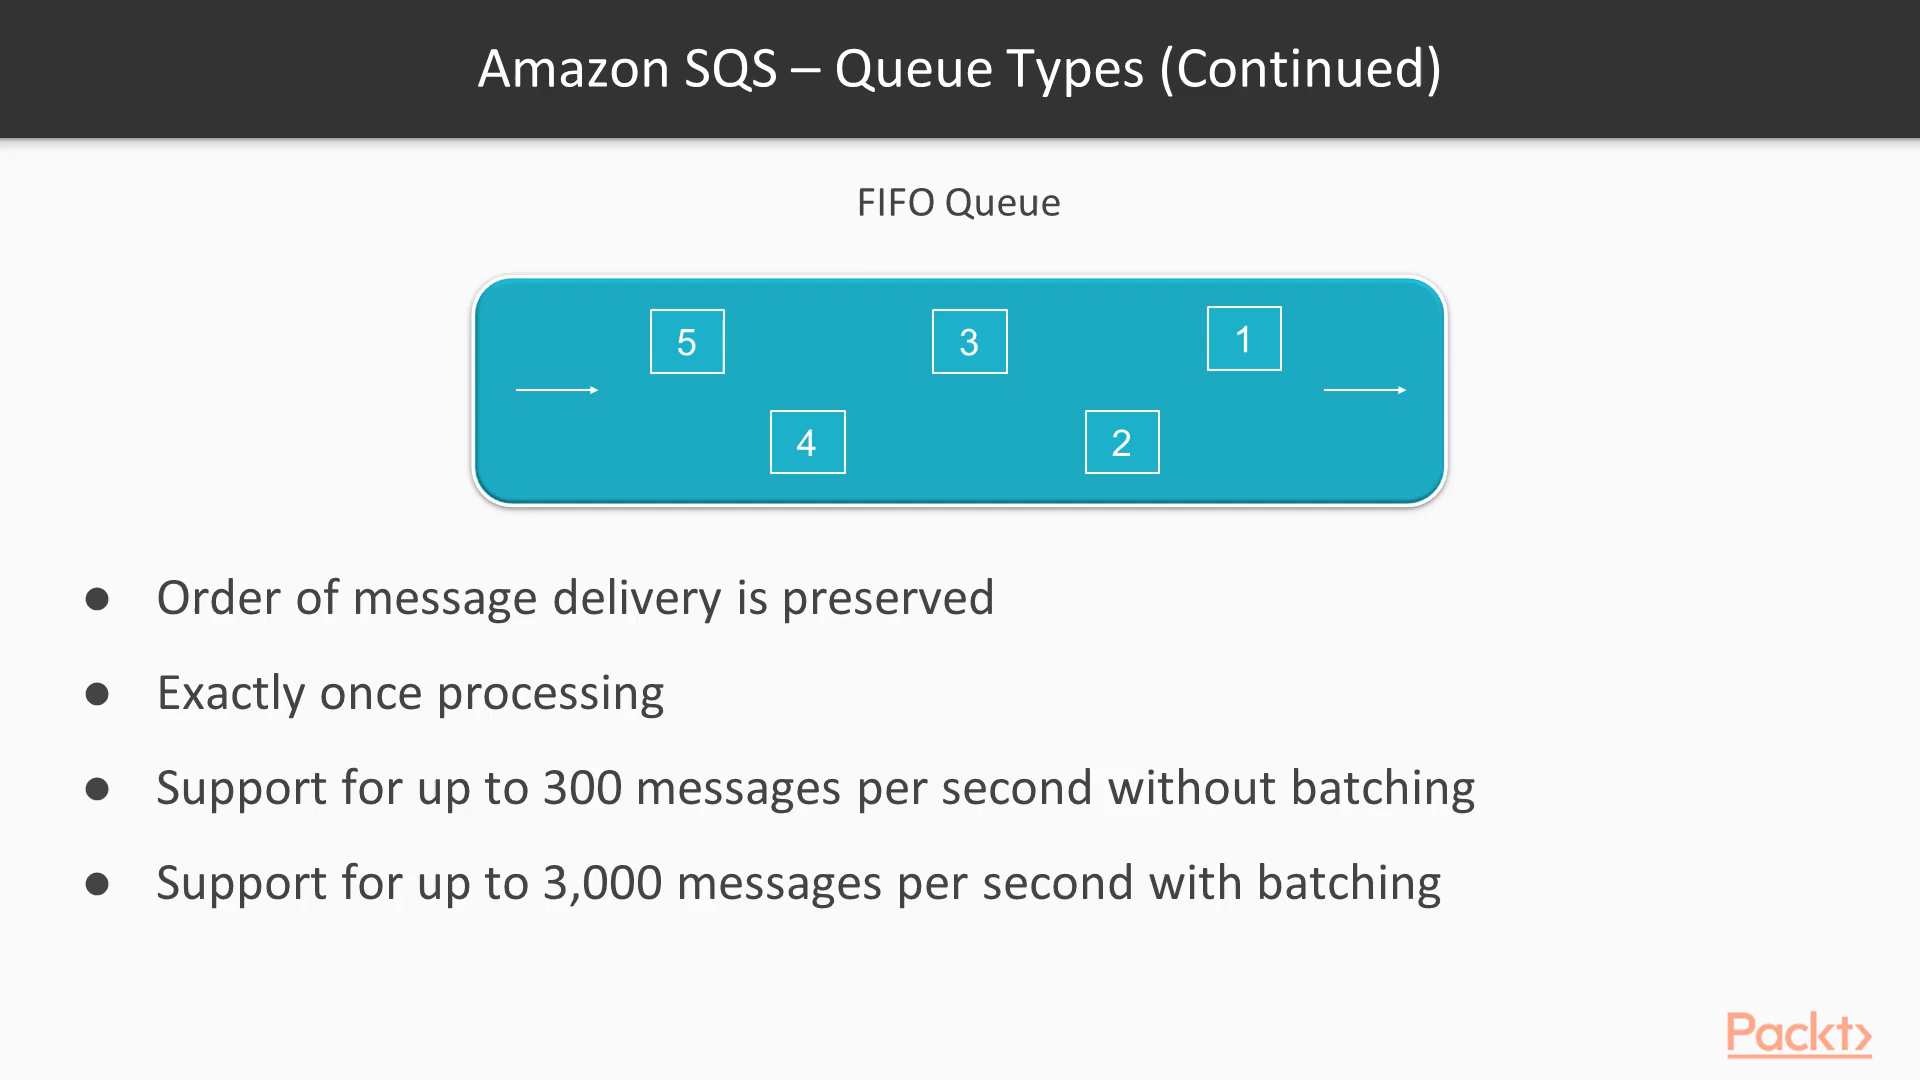 Amazon SQS – Queue Types (Continued)
FIFO Queue
5 3 1
4 2
● Order of message delivery is preserved
● Exactly once processing
● Support for up to 300 messages per second without batching
● Support for up to 3,000 messages per second with batching
Packt>